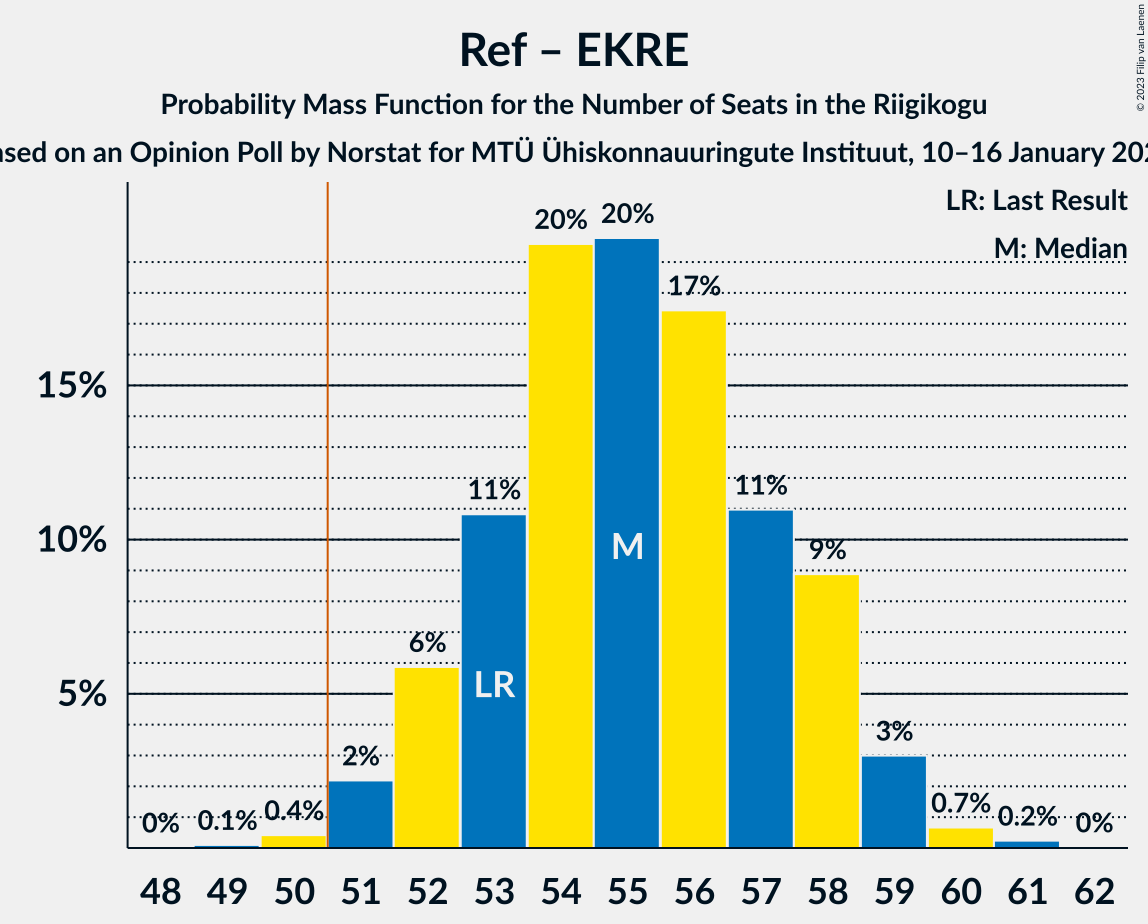 Ref – EKRE
Probability Mass Function for the Number of Seats in the Riigikogu
on an Opinion Poll by Norstat for MTÜ Ühiskonnauuringute Instituut, 10–16 January
© 2023 Filip van Laenen
LR: Last Result
M: Median
20% 20%
17%
15%
11% 11%
10%
M
9%
6%
LR
5%
3%
2%
0% 0.1% 0.4% 0.7% 0.2% 0%
48 49 50 51 52 53 54 55 56 57 58 59 60 61 62